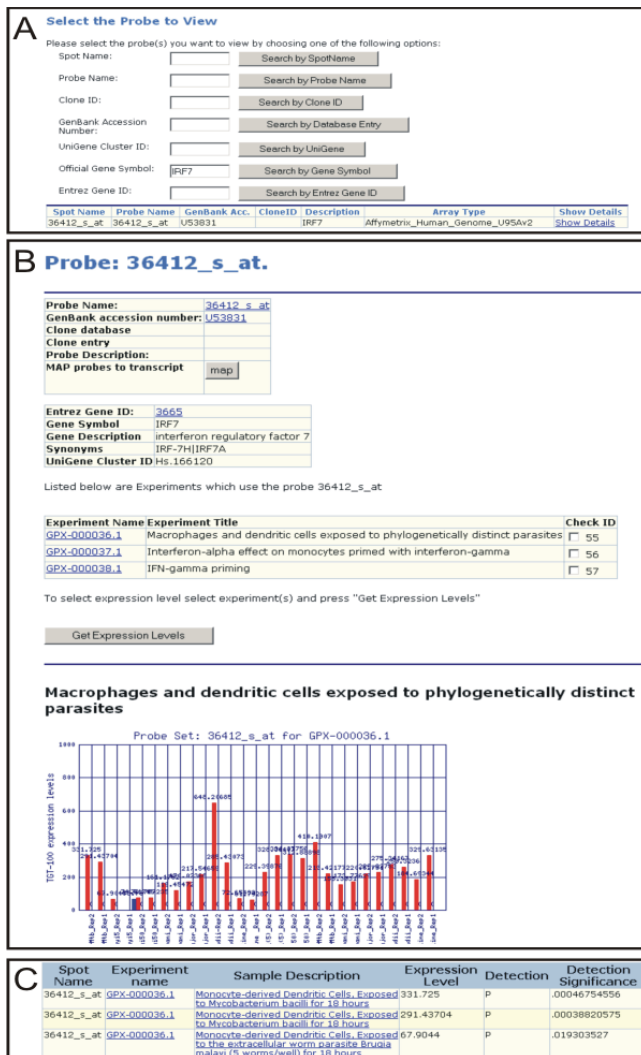 A
Select the Probe to View
Please select the probe(s) you want to view by choosing one of the following options:
Spot Name: Search by SpotName
Probe Name: Search by Probe Name
Clone ID: Search by Clone ID
GenBank Accession Number: Search by Database Entry
UniGene Cluster ID: Search by UniGene
Official Gene Symbol: IRF7 Search by Gene Symbol
Entrez Gene ID: Search by Entrez Gene ID
Spot Name Probe Name GenBank Acc. CloneID Description Array Type Show Details
36412_s_at 36412_s_at U53831 IRF7 Affymetrix_Human_Genome_U95Av2 Show Details
B
Probe: 36412_s_at.
Probe Name: 36412_s_at
GenBank accession number: U53831
Clone database
Clone entry
Probe Description:
MAP probes to transcript map
Entrez Gene ID: 3665
Gene Symbol IRF7
Gene Description interferon regulatory factor 7
Synonyms IRF-7H|IRF7A
UniGene Cluster ID Hs.166120
Listed below are Experiments which use the probe 36412_s_at
Experiment Name Experiment Title Check ID
GPX-000036.1 Macrophages and dendritic cells exposed to phylogenetically distinct parasites 55
GPX-000037.1 Interferon-alpha effect on monocytes primed with interferon-gamma 56
GPX-000038.1 IFN-gamma priming 57
To select expression level select experiment(s) and press "Get Expression Levels"
Get Expression Levels
Macrophages and dendritic cells exposed to phylogenetically distinct
parasites
Probe Set: 36412_s_at for GPX-000036.1
TGT-100 expression levels
1000
800
600
400
200
0
648.20685
331.725
C
Spot Name Experiment name Sample Description Expression Level Detection Detection Significance
36412_s_at GPX-000036.1 Monocyte-derived Dendritic Cells, Exposed 331.725 P .00046754556
to Mycobacterium bacilli for 18 hours
36412_s_at GPX-000036.1 Monocyte-derived Dendritic Cells, Exposed 291.43704 P .00038820575
to Mycobacterium bacilli for 18 hours
36412_s_at GPX-000036.1 Monocyte-derived Dendritic Cells, Exposed 67.9044 P .019303527
to the extracellular worm parasite Brugia
malayi (5 worms/well) for 18 hours